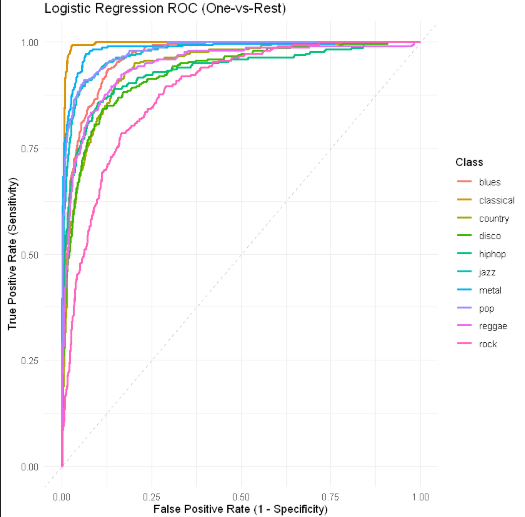 Logistic Regression ROC (One-vs-Rest)
1.00
0.75
0.50
0.25
0.00
True Positive Rate (Sensitivity)
0.00 0.25 0.50 0.75 1.00
False Positive Rate (1 - Specificity)
Class
blues
classical
country
disco
hiphop
jazz
metal
pop
reggae
rock